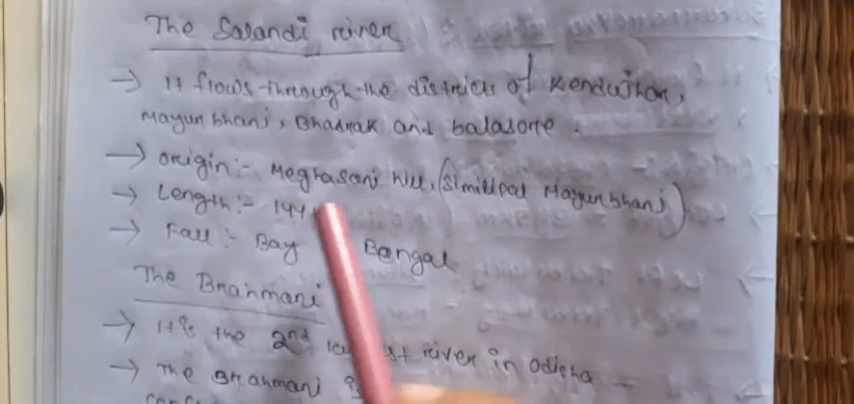 The Salandi river
→ It flows through the districts of Kendujhar,
Mayurbhanj, Bhadrak and balasore.
→ Origin:- Meghasani hill, (Similipal Mayurbhanj)
→ Length:- 144
→ Fall:- Bay Bengal
The Brahmani
→ It is the 2nd river in Odisha
→ The Brahmani